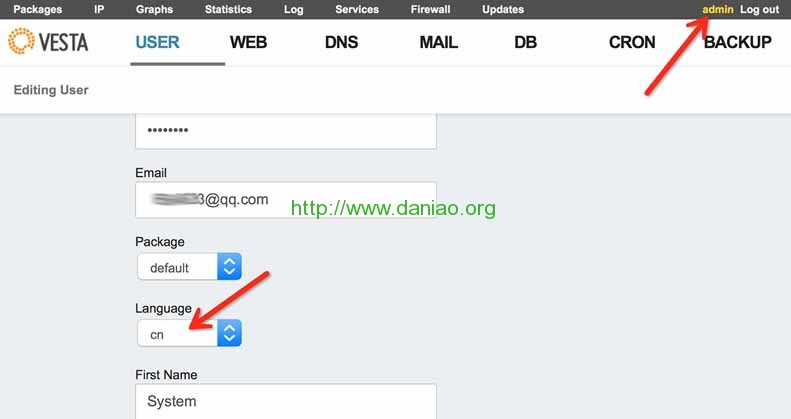 Packages IP Graphs Statistics Log Services Firewall Updates admin Log out
VESTA USER WEB DNS MAIL DB CRON BACKUP
Editing User
••••••••
Email
3@qq.com
http://www.daniao.org
Package
default
Language
cn
First Name
System